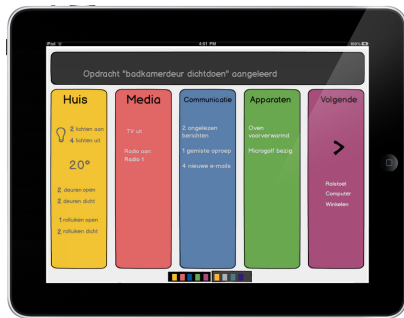 iPad
4:01 PM
100%
Opdracht "badkamerdeur dichtdoen" aangeleerd
Huis
2 lichten aan
4 lichten uit
20°
2 deuren open
2 deuren dicht
1 rolluiken open
2 rolluiken dicht
Media
TV uit
Radio aan
Radio 1
Communicatie
2 ongelezen
berichten
1 gemiste oproep
4 nieuwe e-mails
Apparaten
Oven
voorverwarmd
Microgolf bezig
Volgende
>
Rolstoel
Computer
Winkelen